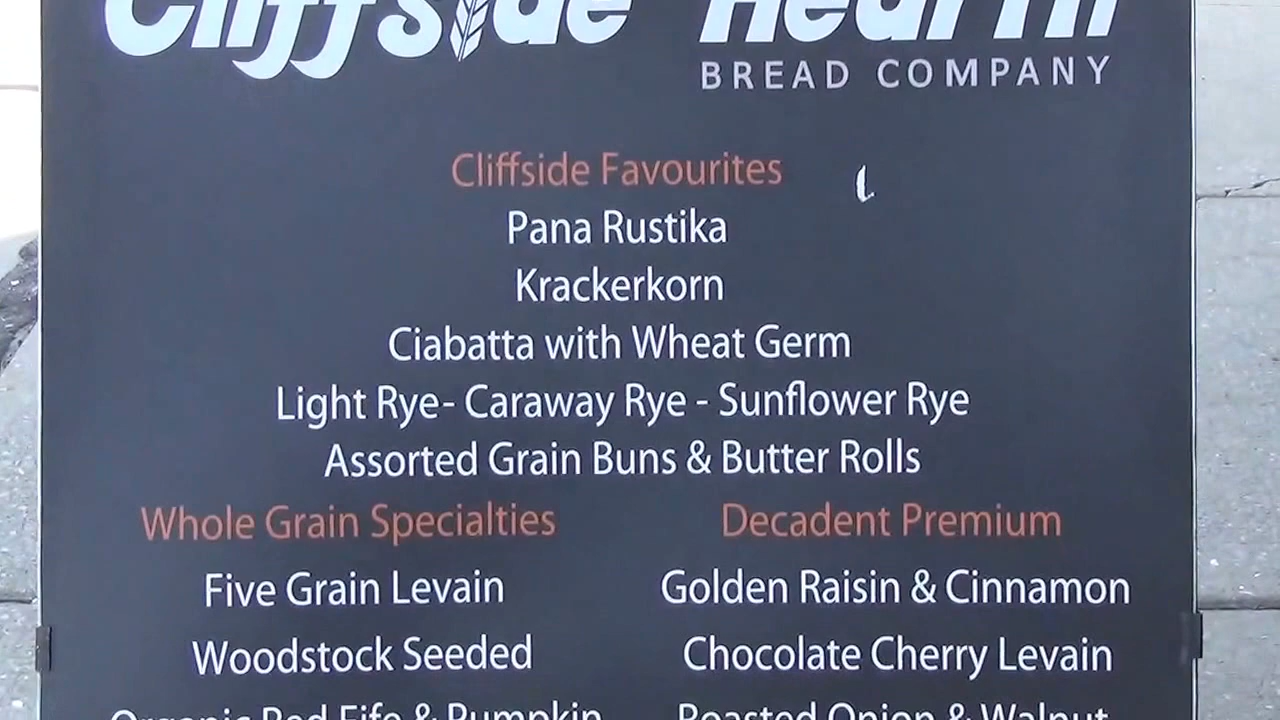 Cliffside Hearth
BREAD COMPANY
Cliffside Favourites
Pana Rustika
Krackerkorn
Ciabatta with Wheat Germ
Light Rye- Caraway Rye - Sunflower Rye
Assorted Grain Buns & Butter Rolls
Whole Grain Specialties
Five Grain Levain
Woodstock Seeded
Organic Red Fife & Pumpkin
Decadent Premium
Golden Raisin & Cinnamon
Chocolate Cherry Levain
Roasted Onion & Walnut